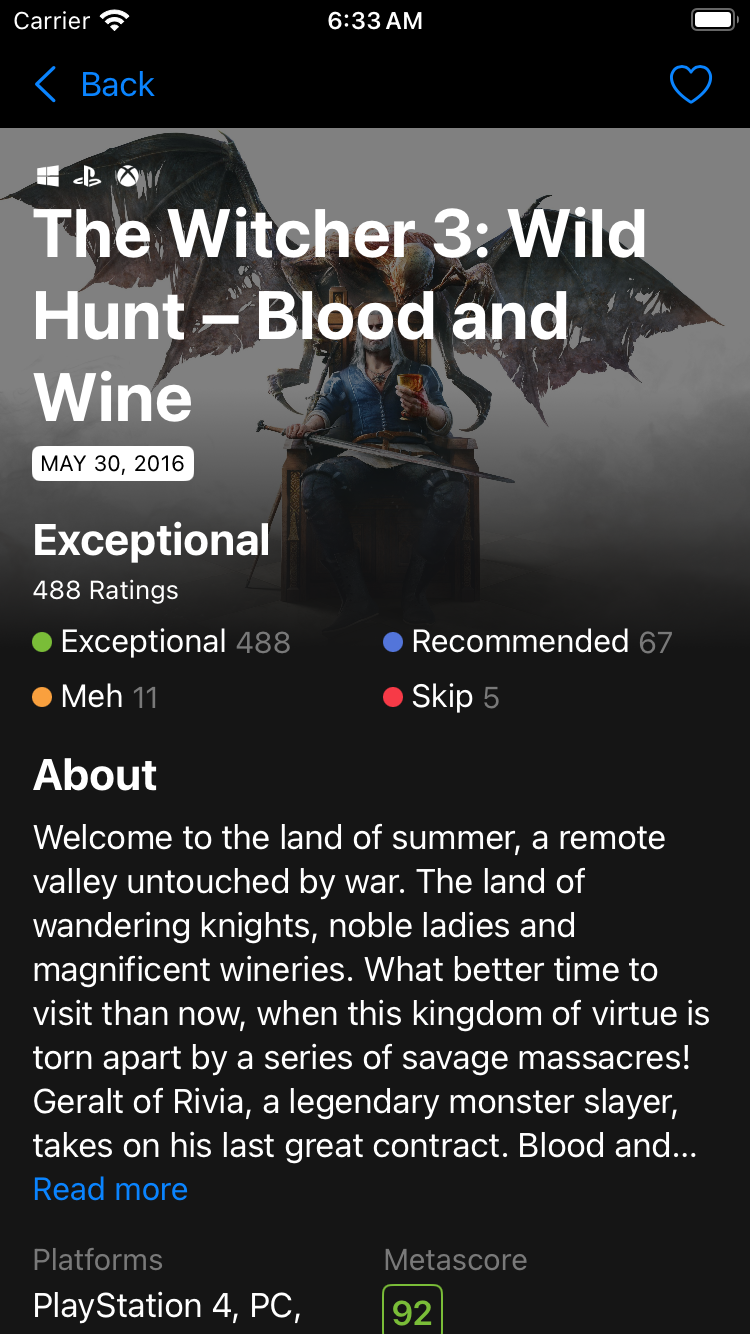 Carrier 6:33 AM
Back
The Witcher 3: Wild
Hunt – Blood and
Wine
MAY 30, 2016
Exceptional
488 Ratings
Exceptional 488 Recommended 67
Meh 11 Skip 5
About
Welcome to the land of summer, a remote
valley untouched by war. The land of
wandering knights, noble ladies and
magnificent wineries. What better time to
visit than now, when this kingdom of virtue is
torn apart by a series of savage massacres!
Geralt of Rivia, a legendary monster slayer,
takes on his last great contract. Blood and...
Read more
Platforms Metascore
PlayStation 4, PC, 92